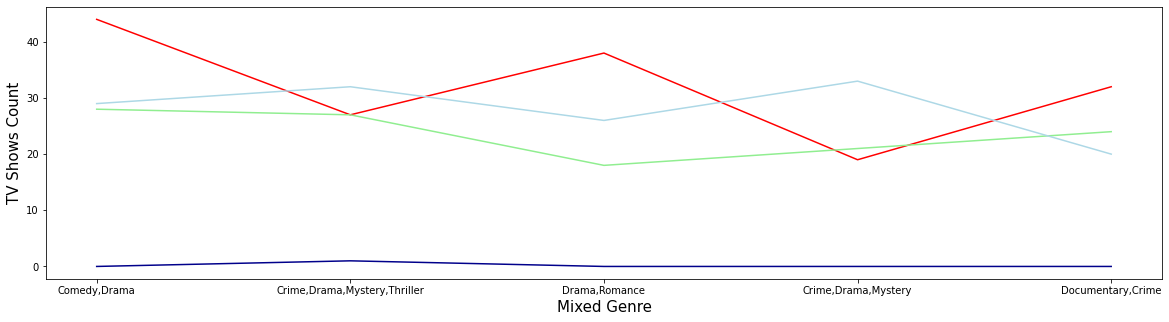 TV Shows Count
40
30
20
10
0
Comedy,Drama
Crime,Drama,Mystery,Thriller
Drama,Romance
Crime,Drama,Mystery
Documentary,Crime
Mixed Genre